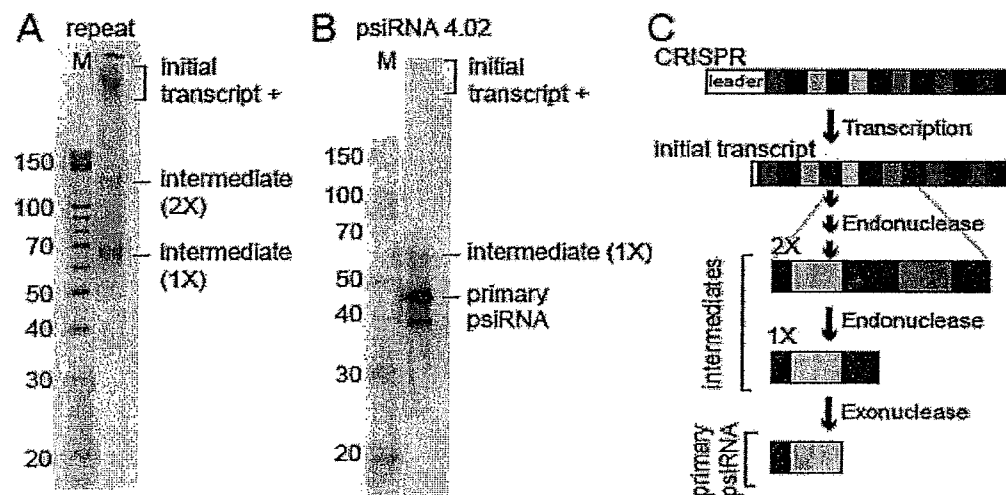 A
repeat
M
initial
transcript +
150
intermediate
(2X)
100
70
intermediate
(1X)
50
40
30
20
B
psiRNA 4.02
M
initial
transcript +
150
100
70
intermediate (1X)
50
primary
psiRNA
40
30
20
C
CRISPR
leader
Transcription
initial transcript
Endonuclease
2X
Endonuclease
1X
intermediates
Exonuclease
primary
psiRNA